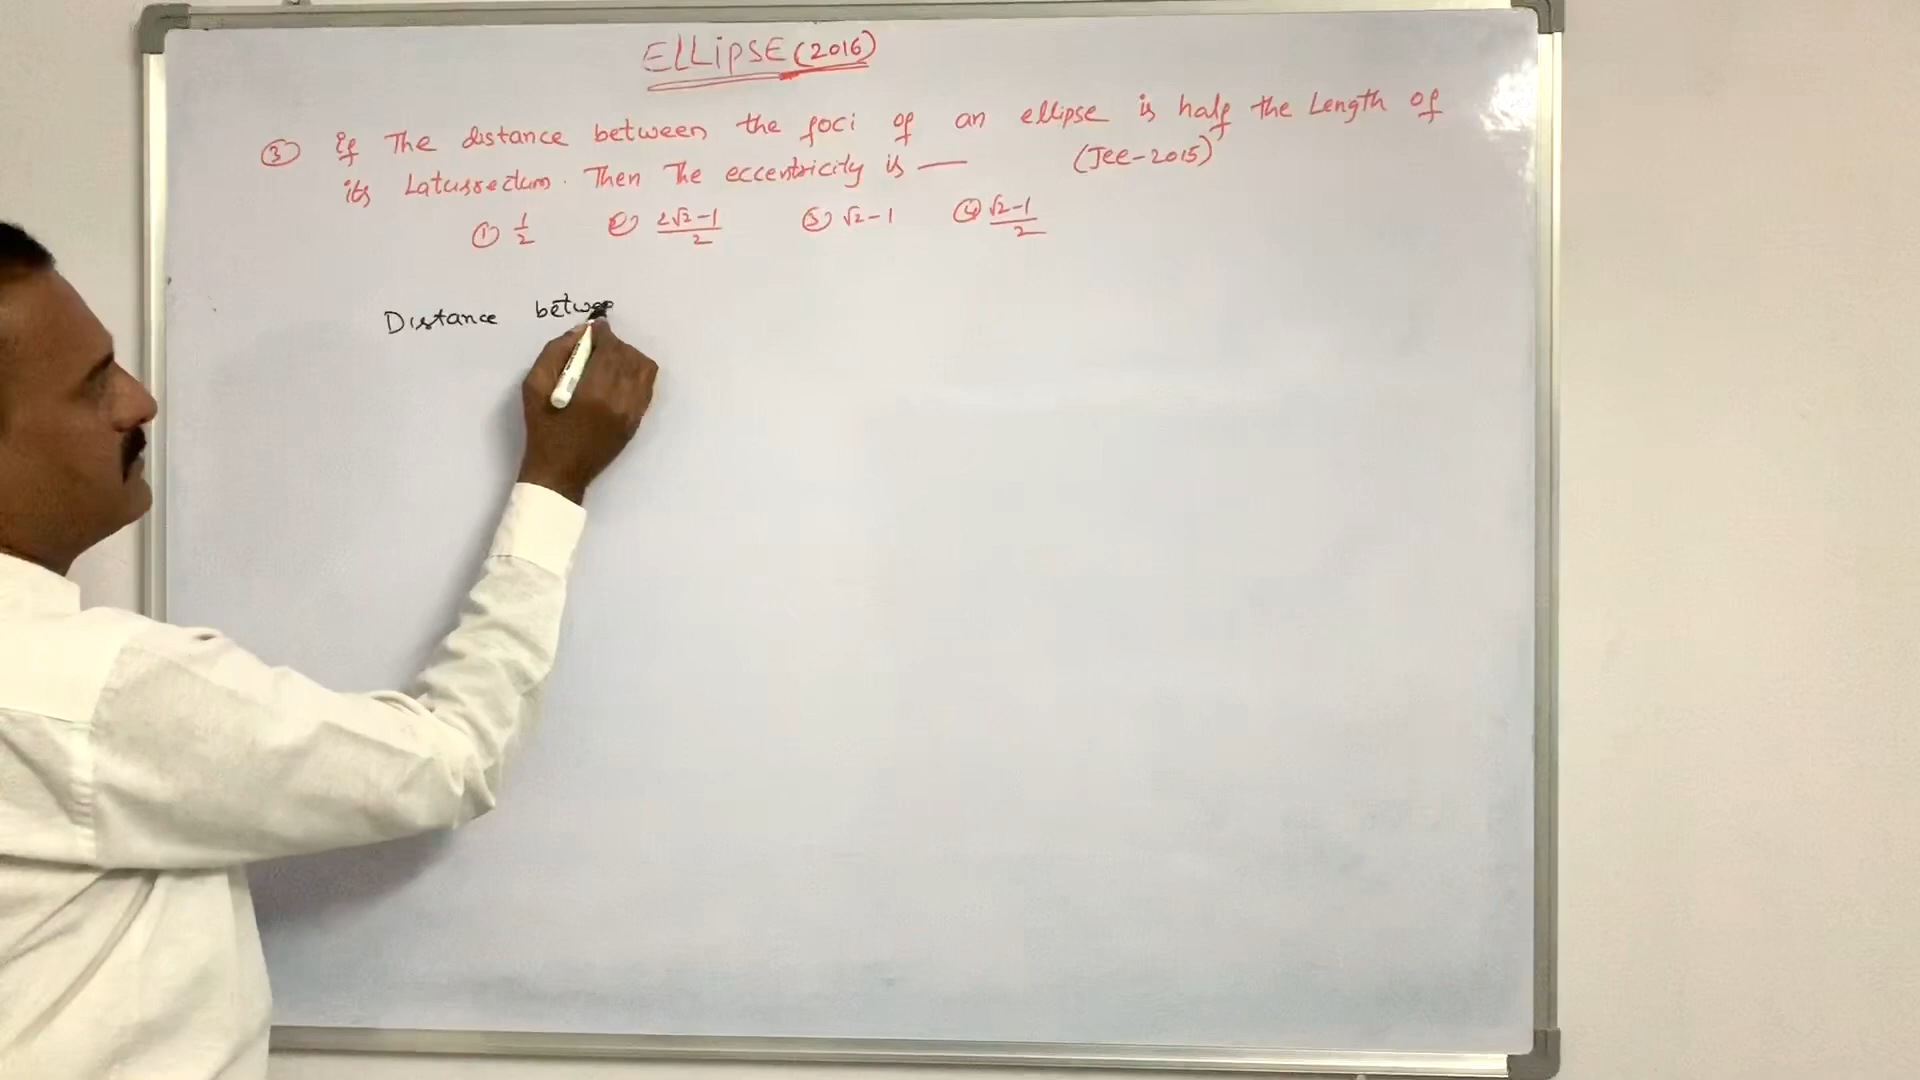 ELLIPSE (2016)
③ If The distance between the foci of an ellipse is half the Length of
its Latusrectum. Then The eccentricity is — (Jee-2015)
① 1/2 ② 2√2-1/2 ③ √2-1 ④ √2-1/2
Distance betwee